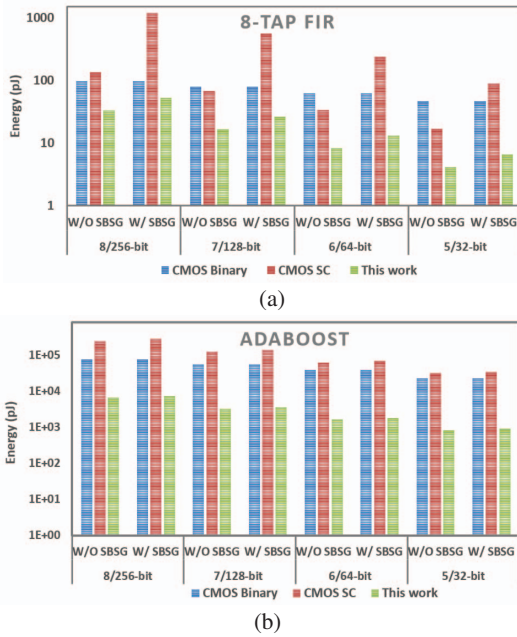 8-TAP FIR
Energy (pJ)
1000
100
10
1
W/O SBSG W/ SBSG W/O SBSG W/ SBSG W/O SBSG W/ SBSG W/O SBSG W/ SBSG
8/256-bit 7/128-bit 6/64-bit 5/32-bit
CMOS Binary CMOS SC This work
(a)
ADABOOST
Energy (pJ)
1E+05
1E+04
1E+03
1E+02
1E+01
1E+00
W/O SBSG W/ SBSG W/O SBSG W/ SBSG W/O SBSG W/ SBSG W/O SBSG W/ SBSG
8/256-bit 7/128-bit 6/64-bit 5/32-bit
CMOS Binary CMOS SC This work
(b)